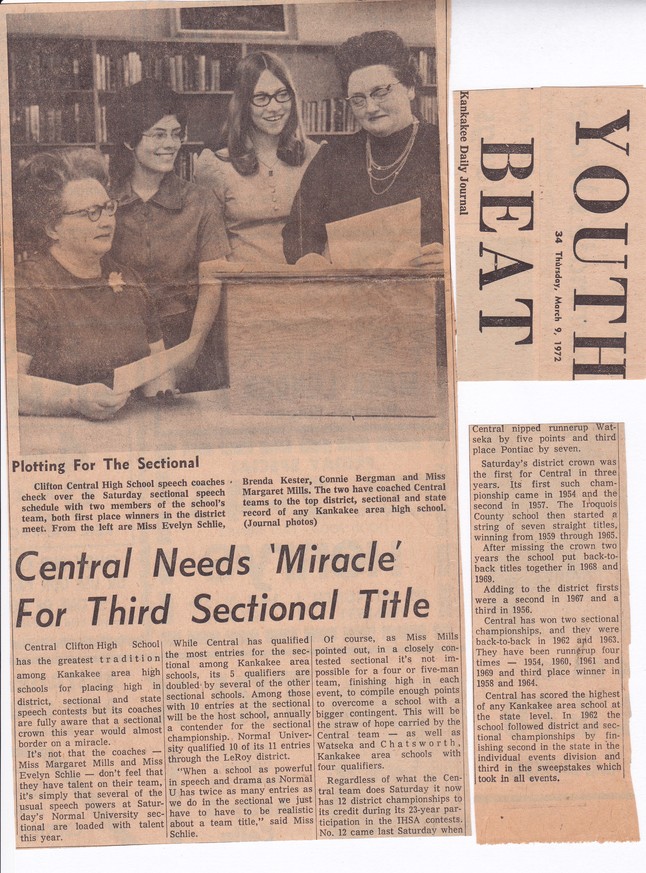 YOUTH
34 Thursday, March 9, 1972
BEAT
Kankakee Daily Journal
Plotting For The Sectional
Clifton Central High School speech coaches
check over the Saturday sectional speech
schedule with two members of the school's
team, both first place winners in the district
meet. From the left are Miss Evelyn Schlie,
Brenda Kester, Connie Bergman and Miss
Margaret Mills. The two have coached Central
teams to the top district, sectional and state
record of any Kankakee area high school.
(Journal photos)
Central Needs 'Miracle'
For Third Sectional Title
Central Clifton High School
has the greatest tradition
among Kankakee area high
schools for placing high in
district, sectional and state
speech contests but its coaches
are fully aware that a sectional
crown this year would almost
border on a miracle.
It's not that the coaches —
Miss Margaret Mills and Miss
Evelyn Schlie — don't feel that
they have talent on their team,
it's simply that several of the
usual speech powers at Satur-
day's Normal University sec-
tional are loaded with talent
this year.
While Central has qualified
the most entries for the sec-
tional among Kankakee area
schools, its 5 qualifiers are
doubled by several of the other
sectional schools. Among those
with 10 entries at the sectional
will be the host school, annually
a contender for the sectional
championship. Normal Univer-
sity qualified 10 of its 11 entries
through the LeRoy district.
"When a school as powerful
in speech and drama as Normal
U has twice as many entries as
we do in the sectional we just
have to have to be realistic
about a team title," said Miss
Schlie.
Of course, as Miss Mills
pointed out, in a closely con-
tested sectional it's not im-
possible for a four or five-man
team, finishing high in each
event, to compile enough points
to overcome a school with a
bigger contingent. This will be
the straw of hope carried by the
Central team — as well as
Watseka and Chatsworth,
Kankakee area schools with
four qualifiers.
Regardless of what the Cen-
tral team does Saturday it now
has 12 district championships to
its credit during its 23-year par-
ticipation in the IHSA contests.
No. 12 came last Saturday when
Central nipped runnerup Wat-
seka by five points and third
place Pontiac by seven.
Saturday's district crown was
the first for Central in three
years. Its first such cham-
pionship came in 1954 and the
second in 1957. The Iroquois
County school then started a
string of seven straight titles,
winning from 1959 through 1965.
After missing the crown two
years the school put back-to-
back titles together in 1968 and
1969.
Adding to the district firsts
were a second in 1967 and a
third in 1956.
Central has won two sectional
championships, and they were
back-to-back in 1962 and 1963.
They have been runnerup four
times — 1954, 1960, 1961 and
1969 and third place winner in
1958 and 1964.
Central has scored the highest
of any Kankakee area school at
the state level. In 1962 the
school followed district and sec-
tional championships by fin-
ishing second in the state in the
individual events division and
third in the sweepstakes which
took in all events.